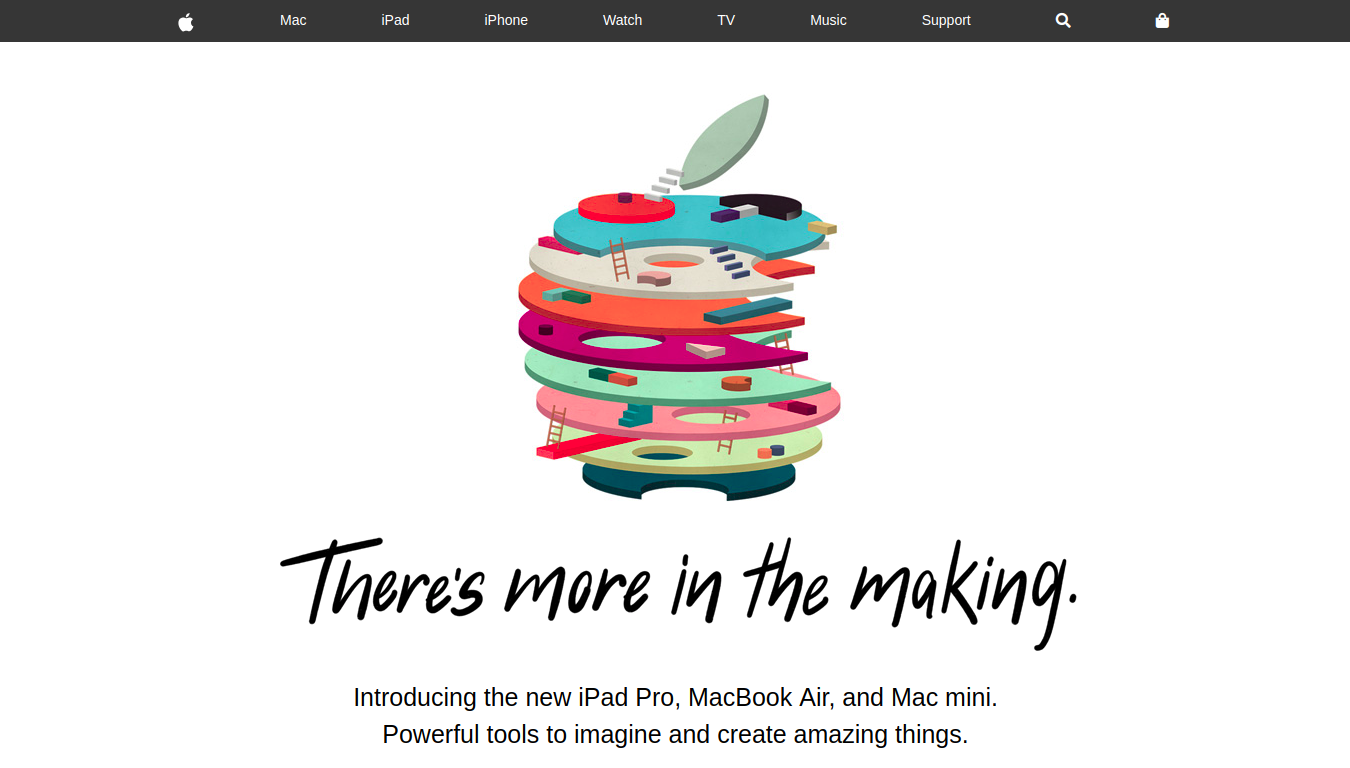 Mac iPad iPhone Watch TV Music Support
There's more in the making.
Introducing the new iPad Pro, MacBook Air, and Mac mini.
Powerful tools to imagine and create amazing things.